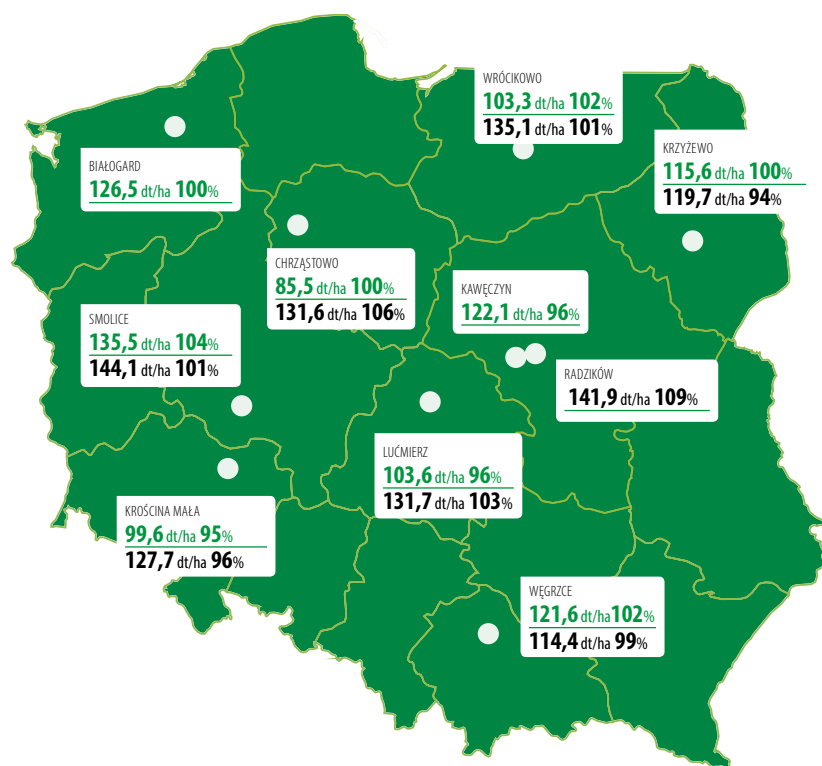 WRÓCIKOWO
103,3 dt/ha 102%
135,1 dt/ha 101%
KRZYŻEWO
115,6 dt/ha 100%
119,7 dt/ha 94%
BIAŁOGARD
126,5 dt/ha 100%
CHRZĄSTOWO
85,5 dt/ha 100%
131,6 dt/ha 106%
KAWĘCZYN
122,1 dt/ha 96%
SMOLICE
135,5 dt/ha 104%
144,1 dt/ha 101%
RADZIKÓW
141,9 dt/ha 109%
LUĆMIERZ
103,6 dt/ha 96%
131,7 dt/ha 103%
KROŚCINA MAŁA
99,6 dt/ha 95%
127,7 dt/ha 96%
WĘGRZCE
121,6 dt/ha 102%
114,4 dt/ha 99%